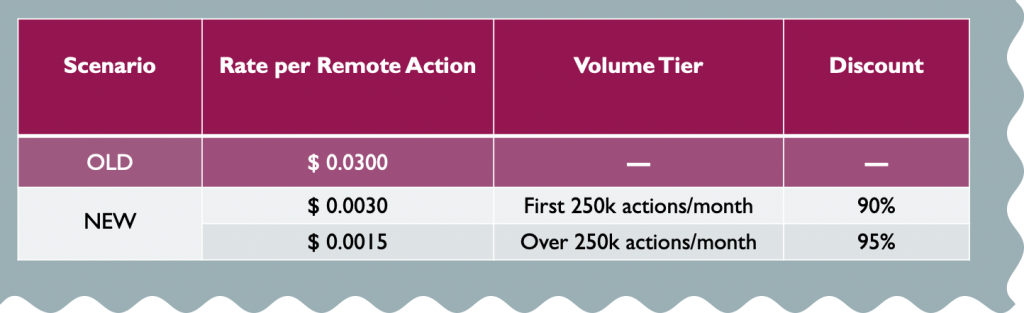 Scenario Rate per Remote Action Volume Tier Discount
OLD $ 0.0300 — —
NEW
$ 0.0030 First 250k actions/month 90%
$ 0.0015 Over 250k actions/month 95%